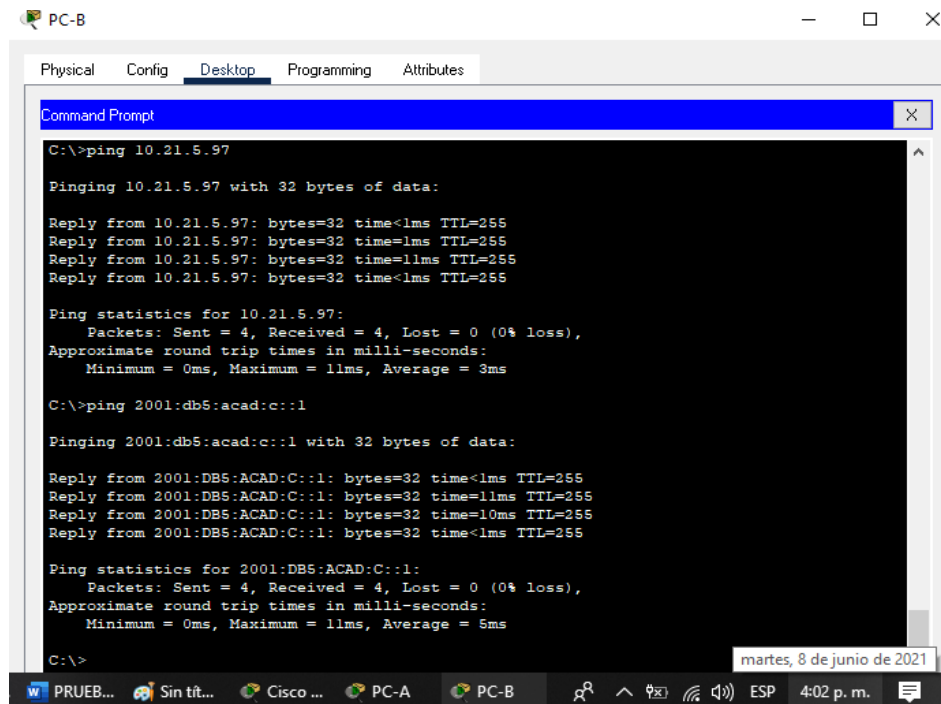 PC-B
Physical Config Desktop Programming Attributes
Command Prompt X
C:\>ping 10.21.5.97
Pinging 10.21.5.97 with 32 bytes of data:
Reply from 10.21.5.97: bytes=32 time<1ms TTL=255
Reply from 10.21.5.97: bytes=32 time=1ms TTL=255
Reply from 10.21.5.97: bytes=32 time=11ms TTL=255
Reply from 10.21.5.97: bytes=32 time<1ms TTL=255
Ping statistics for 10.21.5.97:
Packets: Sent = 4, Received = 4, Lost = 0 (0% loss),
Approximate round trip times in milli-seconds:
Minimum = 0ms, Maximum = 11ms, Average = 3ms
C:\>ping 2001:db5:acad:c::1
Pinging 2001:db5:acad:c::1 with 32 bytes of data:
Reply from 2001:DB5:ACAD:C::1: bytes=32 time<1ms TTL=255
Reply from 2001:DB5:ACAD:C::1: bytes=32 time=11ms TTL=255
Reply from 2001:DB5:ACAD:C::1: bytes=32 time=10ms TTL=255
Reply from 2001:DB5:ACAD:C::1: bytes=32 time<1ms TTL=255
Ping statistics for 2001:DB5:ACAD:C::1:
Packets: Sent = 4, Received = 4, Lost = 0 (0% loss),
Approximate round trip times in milli-seconds:
Minimum = 0ms, Maximum = 11ms, Average = 5ms
C:\>
martes, 8 de junio de 2021
PRUEB... Sin tít... Cisco ... PC-A PC-B ESP 4:02 p. m.